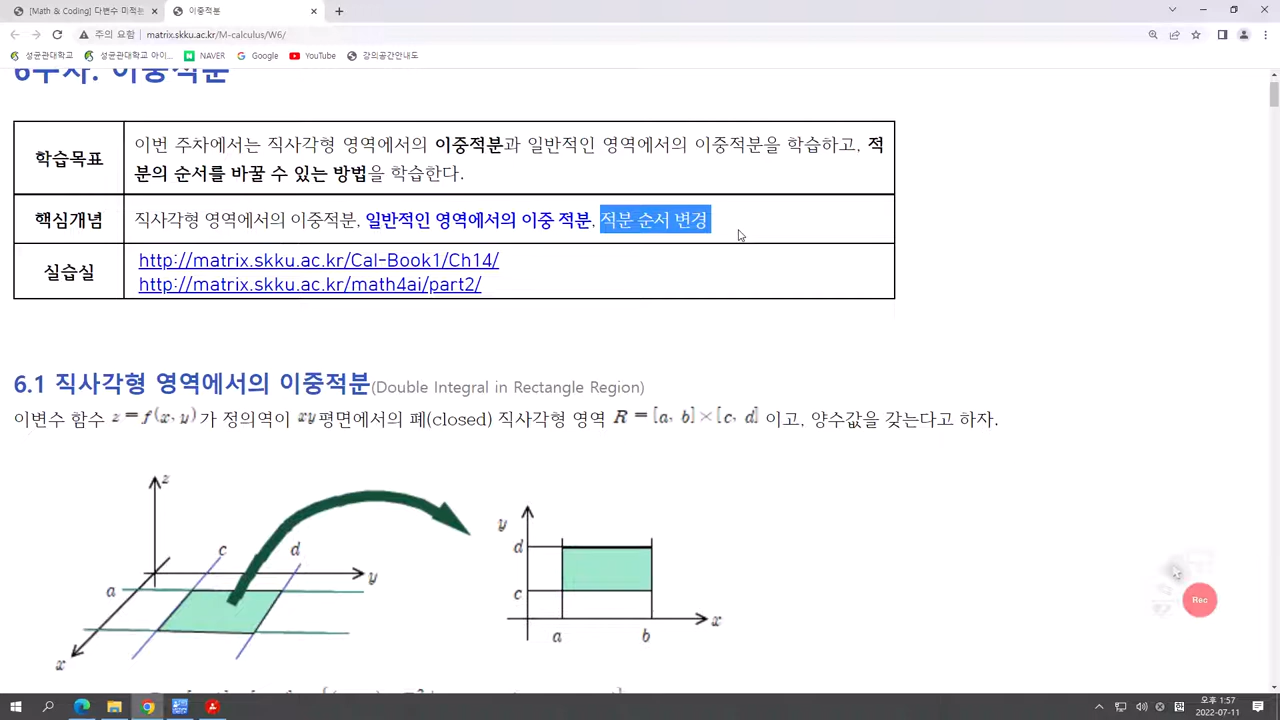 [Math & Coding] 다변수 미적분
이중적분
주의 요함
matrix.skku.ac.kr/M-calculus/W6/
성균관대학교
성균관대학교 아이...
NAVER
Google
YouTube
강의공간안내도
6주차. 이중적분
학습목표
이번 주차에서는 직사각형 영역에서의 이중적분과 일반적인 영역에서의 이중적분을 학습하고, 적
분의 순서를 바꿀 수 있는 방법을 학습한다.
핵심개념
직사각형 영역에서의 이중적분, 일반적인 영역에서의 이중 적분, 적분 순서 변경
실습실
http://matrix.skku.ac.kr/Cal-Book1/Ch14/
http://matrix.skku.ac.kr/math4ai/part2/
6.1 직사각형 영역에서의 이중적분(Double Integral in Rectangle Region)
이변수 함수 z = f(x, y) 가 정의역이 xy 평면에서의 폐(closed) 직사각형 영역 R = [a, b]×[c, d] 이고, 양수값을 갖는다고 하자.
z
c
d
y
a
x
y
d
c
a
b
x
Rec
오후 1:57
2022-07-11